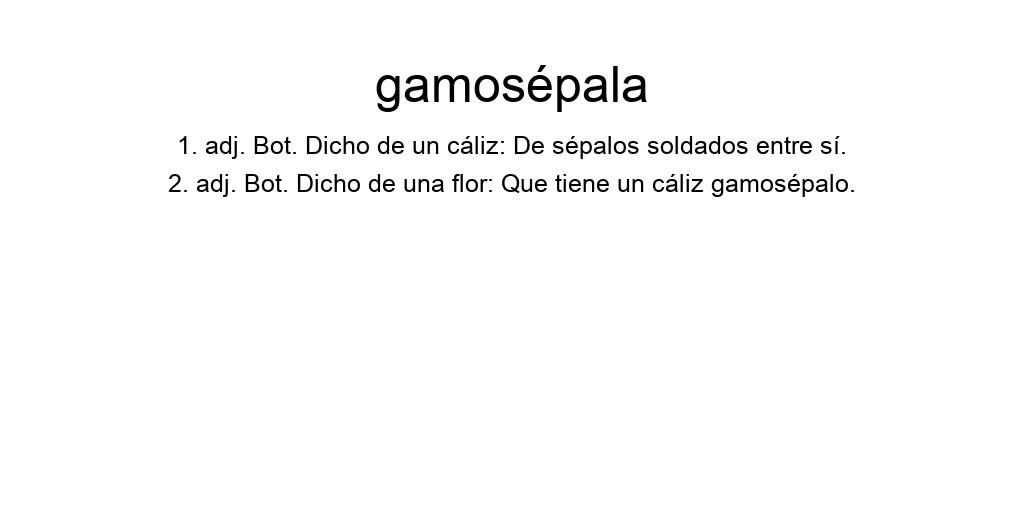 gamosépala
1. adj. Bot. Dicho de un cáliz: De sépalos soldados entre sí.
2. adj. Bot. Dicho de una flor: Que tiene un cáliz gamosépalo.